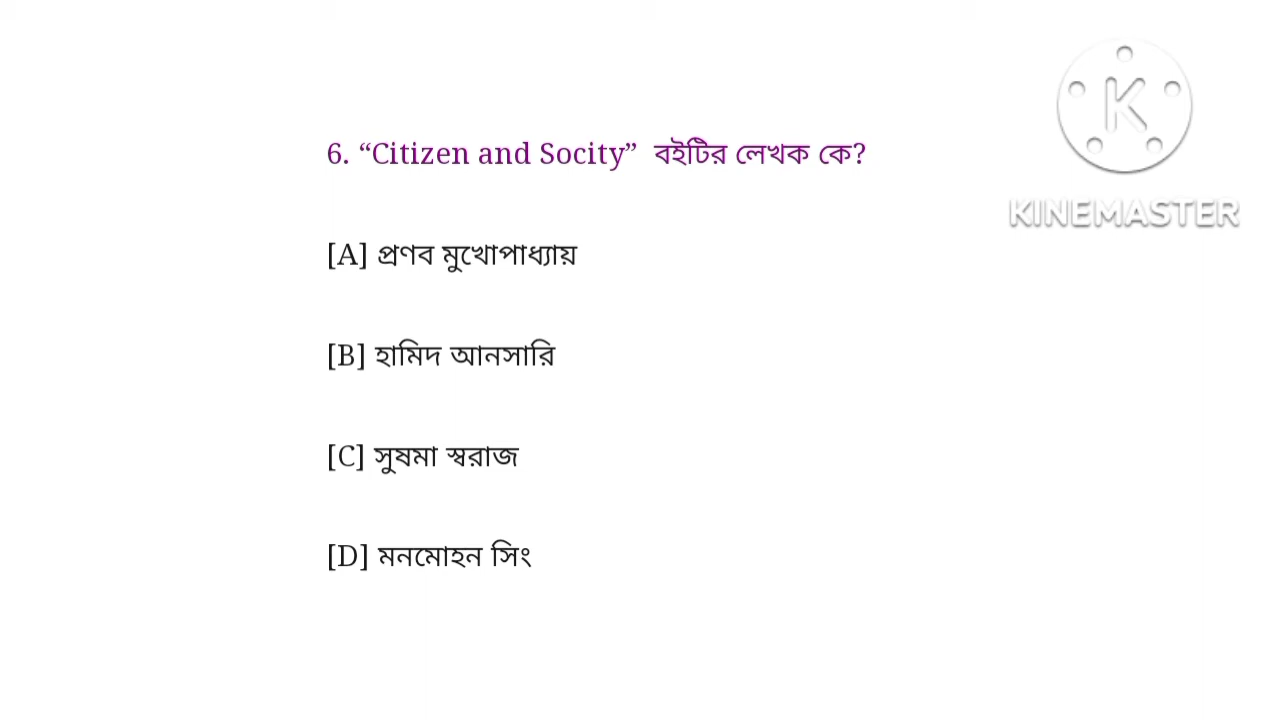 6. “Citizen and Socity” বইটির লেখক কে?
[A] প্রণব মুখোপাধ্যায়
[B] হামিদ আনসারি
[C] সুষমা স্বরাজ
[D] মনমোহন সিং
K
KINEMASTER